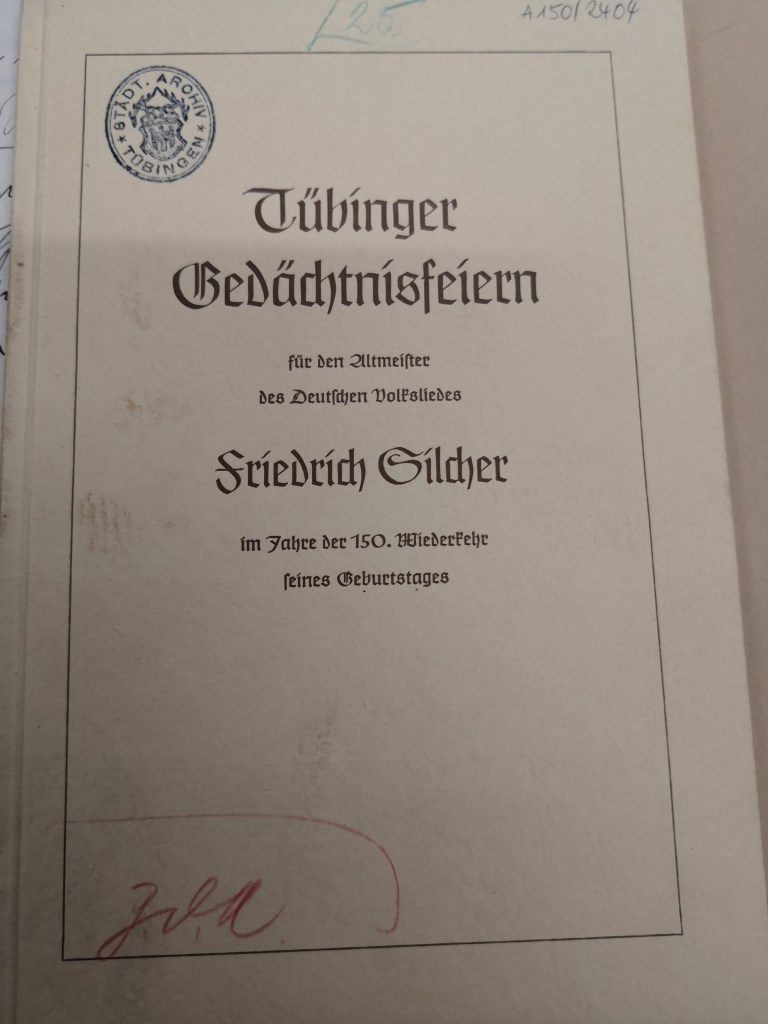 L25.
A150/2404
STÄDT. ARCHIV
* TÜBINGEN *
Tübinger
Gedächtnisfeiern
für den Altmeiſter
des Deutſchen Volksliedes
Friedrich Silcher
im Jahre der 150. Wiederkehr
ſeines Geburtstages
z.d.A